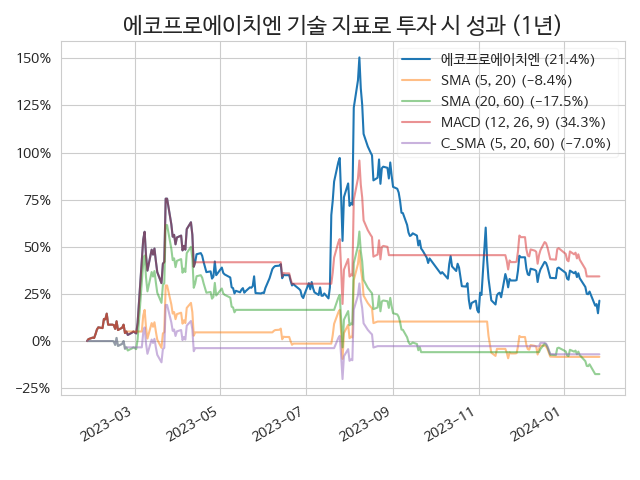 에코프로에이치엔 기술 지표로 투자 시 성과 (1년)
150%
125%
100%
75%
50%
25%
0%
−25%
에코프로에이치엔 (21.4%)
SMA (5, 20) (−8.4%)
SMA (20, 60) (−17.5%)
MACD (12, 26, 9) (34.3%)
C_SMA (5, 20, 60) (−7.0%)
2023−03
2023−05
2023−07
2023−09
2023−11
2024−01